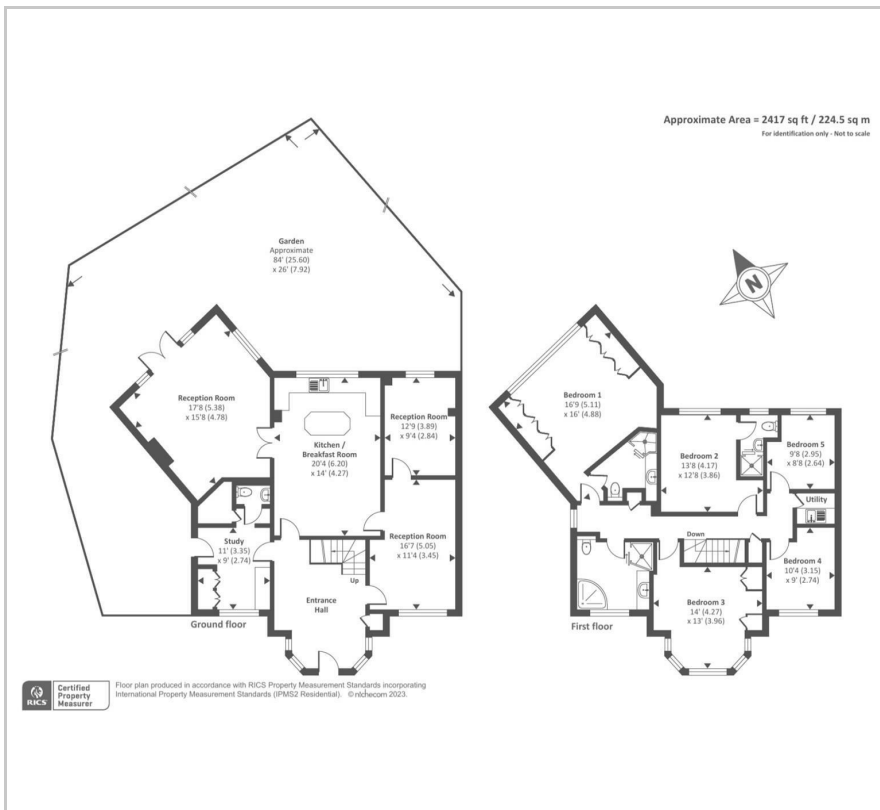 Approximate Area = 2417 sq ft / 224.5 sq m
For identification only - Not to scale
Garden
Approximate
84' (25.60)
x 26' (7.92)
N
Reception Room
17'8 (5.38)
x 15'8 (4.78)
Kitchen /
Breakfast Room
20'4 (6.20)
x 14' (4.27)
Reception Room
12'9 (3.89)
x 9'4 (2.84)
Reception Room
16'7 (5.05)
x 11'4 (3.45)
Study
11' (3.35)
x 9' (2.74)
Up
Entrance
Hall
Ground floor
Bedroom 1
16'9 (5.11)
x 16' (4.88)
Bedroom 2
13'8 (4.17)
x 12'8 (3.86)
Bedroom 5
9'8 (2.95)
x 8'8 (2.64)
Utility
Down
Bedroom 4
10'4 (3.15)
x 9' (2.74)
Bedroom 3
14' (4.27)
x 13' (3.96)
First floor
RICS
Certified
Property
Measurer
Floor plan produced in accordance with RICS Property Measurement Standards incorporating
International Property Measurement Standards (IPMS2 Residential). © ntchecom 2023.